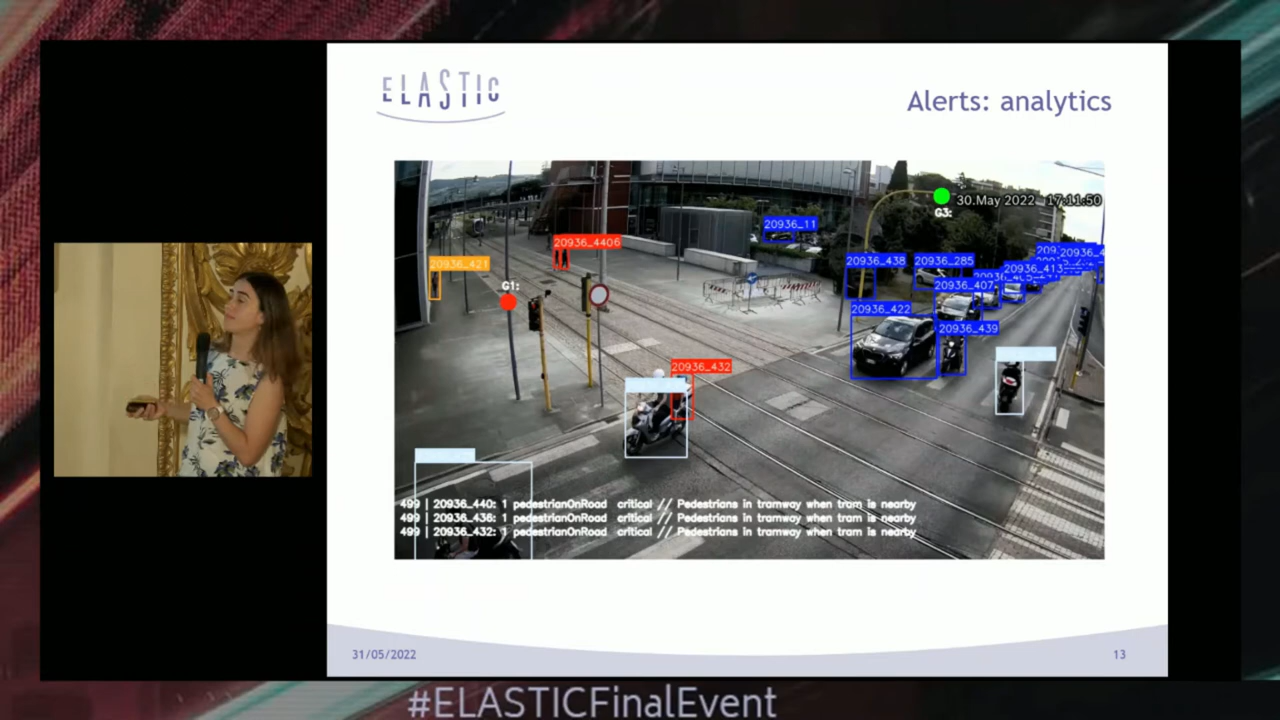 ELASTIC
Alerts: analytics
30.May 2022 17:11:50
G3:
20936_11
20936_4406
20936_421
20936_438
20936_285
20936_407
20936_413
G1:
20936_422
20936_439
20936_432
499 | 20936_440: 1 pedestrianOnRoad critical // Pedestrians in tramway when tram is nearby
499 | 20936_436: 1 pedestrianOnRoad critical // Pedestrians in tramway when tram is nearby
499 | 20936_432: 1 pedestrianOnRoad critical // Pedestrians in tramway when tram is nearby
31/05/2022
13
#ELASTICFinalEvent